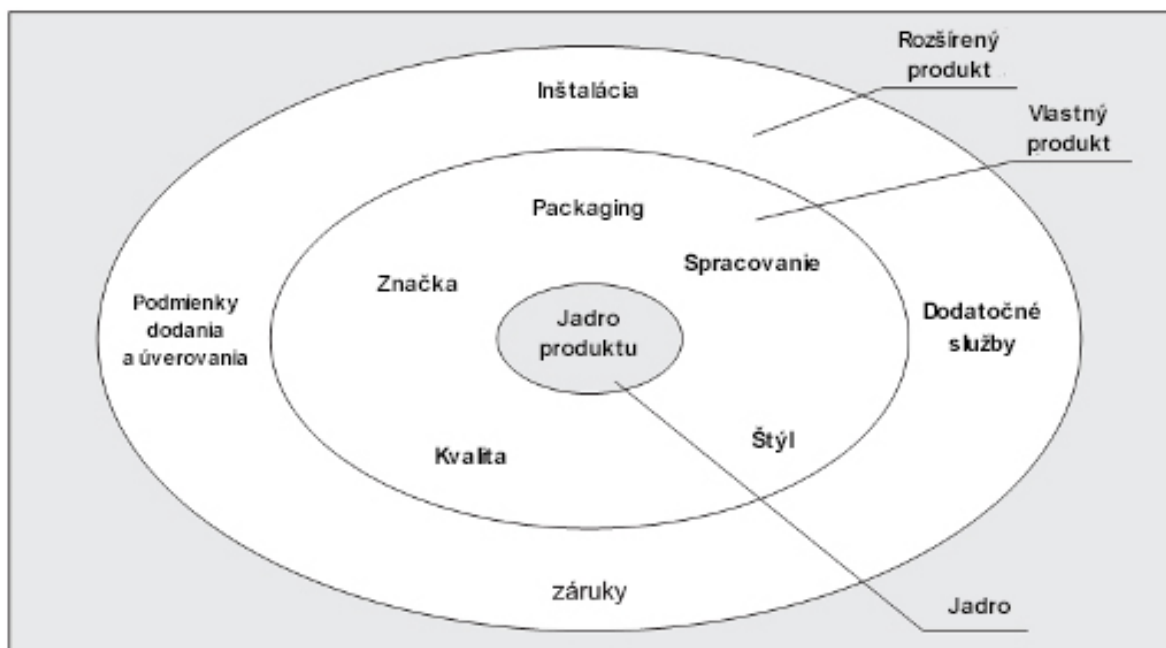 Rozšírený
produkt
Inštalácia
Vlastný
produkt
Packaging
Spracovanie
Značka
Podmienky
dodania
a úverovania
Jadro
produktu
Dodatočné
služby
Štýl
Kvalita
záruky
Jadro